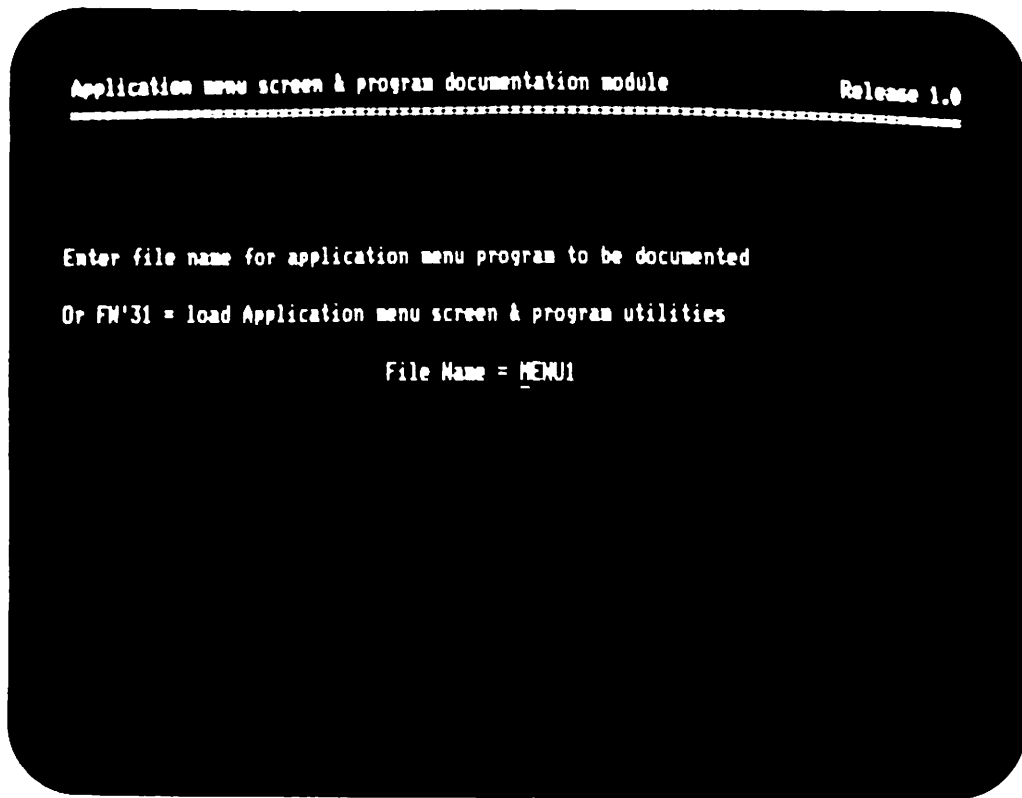 Application menu screen & program documentation module Release 1.0
Enter file name for application menu program to be documented
Or FN'31 = load Application menu screen & program utilities
File Name = MENU1